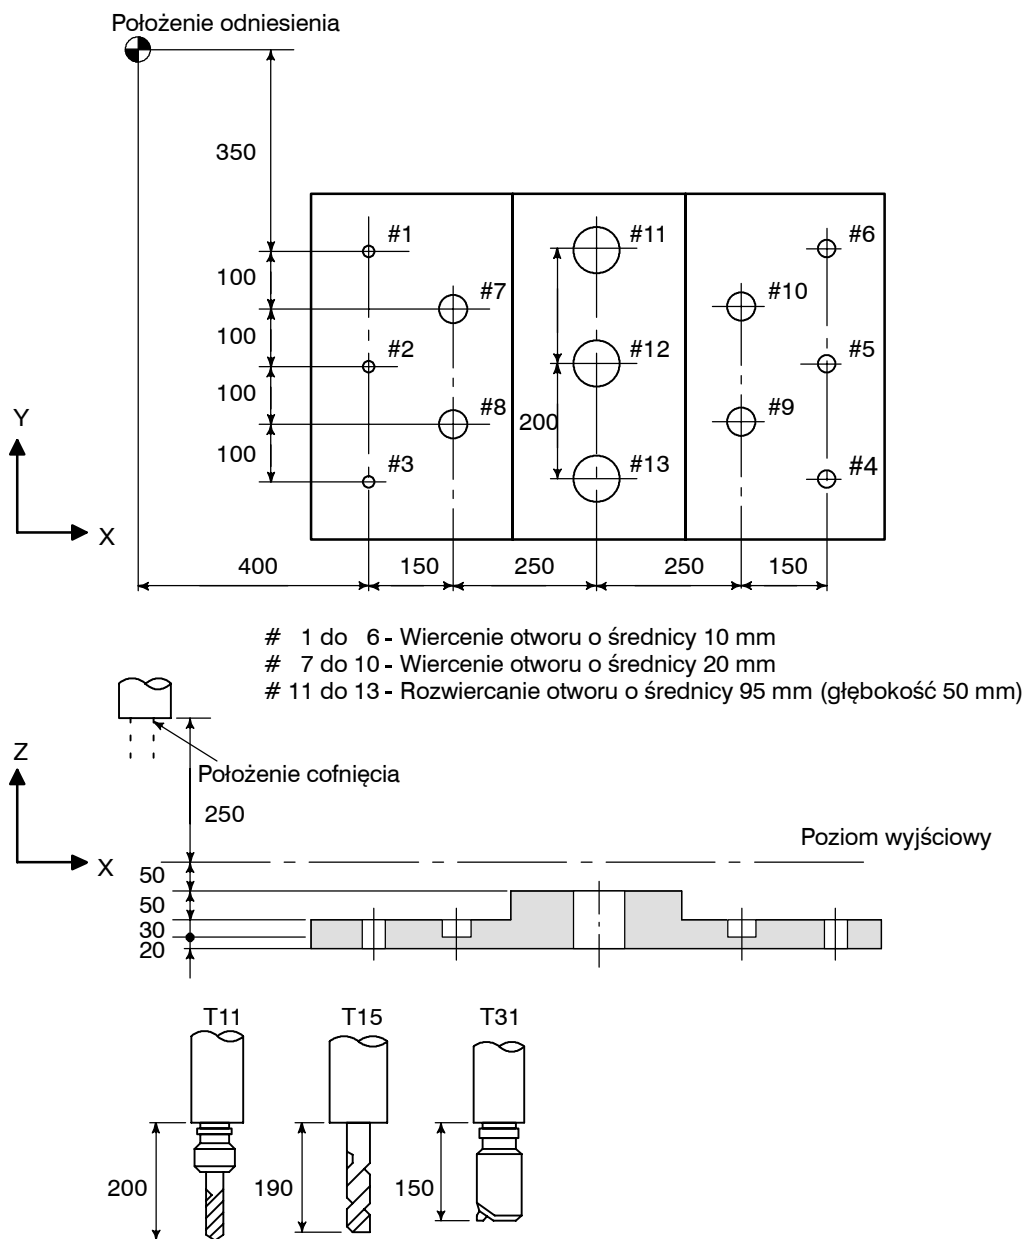 Położenie odniesienia
350
#1
#11
#6
100
#7
#10
100
#2
#12
#5
100
#8
200
#9
Y
100
#3
#13
#4
X
400
150
250
250
150
# 1 do 6 - Wiercenie otworu o średnicy 10 mm
# 7 do 10 - Wiercenie otworu o średnicy 20 mm
# 11 do 13 - Rozwiercanie otworu o średnicy 95 mm (głębokość 50 mm)
Z
Położenie cofnięcia
250
Poziom wyjściowy
X
50
50
30
20
T11
T15
T31
200
190
150